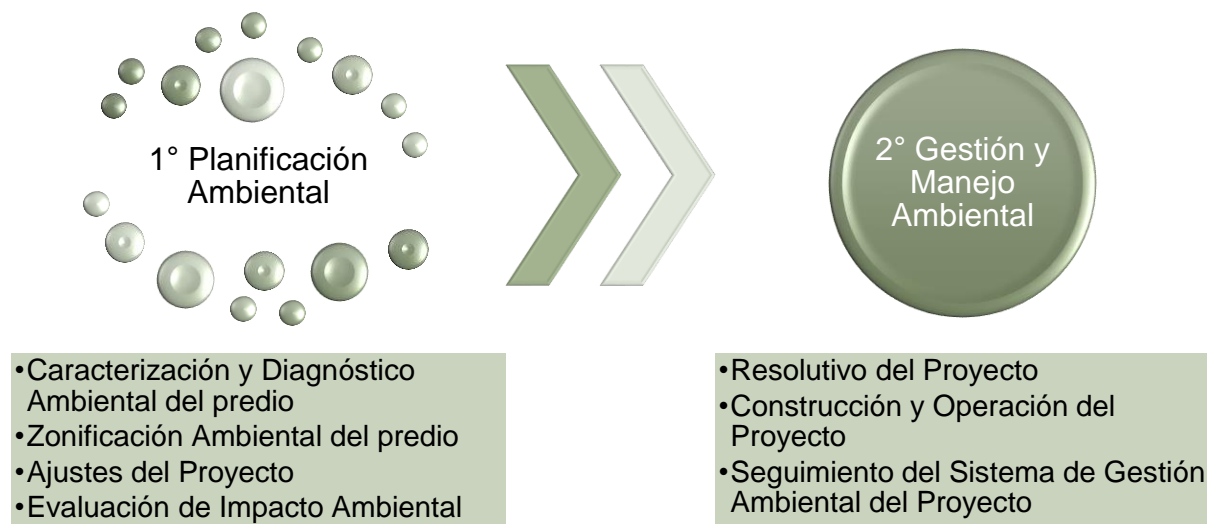 1° Planificación
Ambiental
2° Gestión y
Manejo
Ambiental
•Caracterización y Diagnóstico
Ambiental del predio
•Zonificación Ambiental del predio
•Ajustes del Proyecto
•Evaluación de Impacto Ambiental
•Resolutivo del Proyecto
•Construcción y Operación del
Proyecto
•Seguimiento del Sistema de Gestión
Ambiental del Proyecto